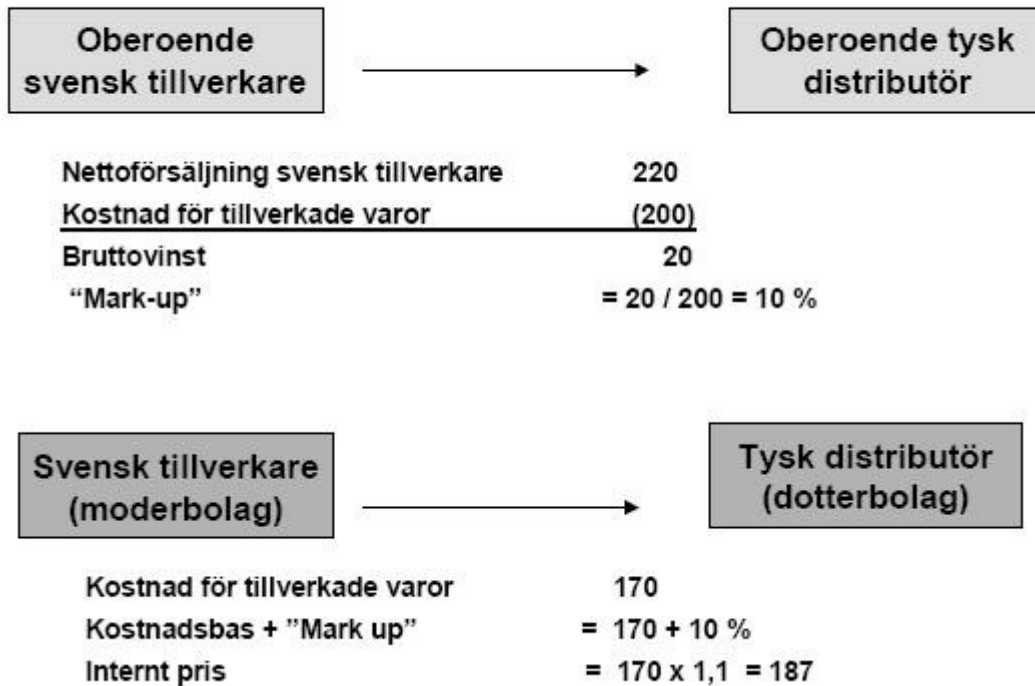 Oberoende
svensk tillverkare
Oberoende tysk
distributör
Nettoförsäljning svensk tillverkare 220
Kostnad för tillverkade varor (200)
Bruttovinst 20
“Mark-up” = 20 / 200 = 10 %
Svensk tillverkare
(moderbolag)
Tysk distributör
(dotterbolag)
Kostnad för tillverkade varor 170
Kostnadsbas + ”Mark up” = 170 + 10 %
Internt pris = 170 x 1,1 = 187